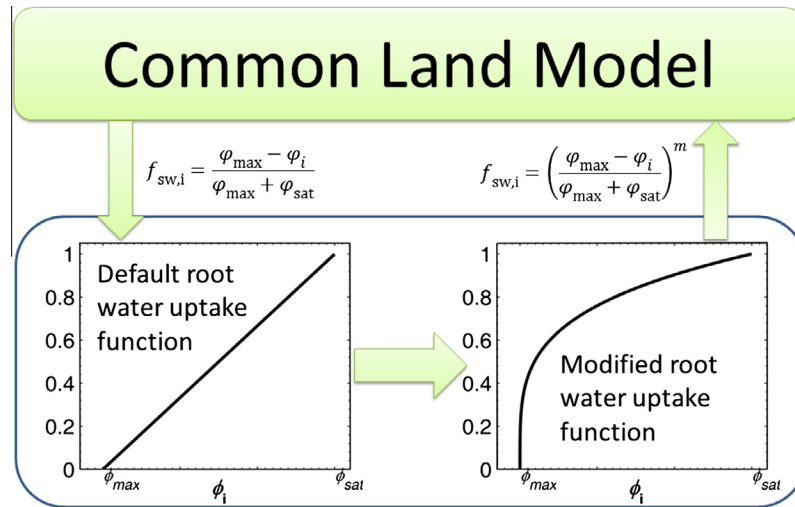 Common Land Model
f_sw,i = (φ_max − φ_i) / (φ_max + φ_sat)
f_sw,i = ((φ_max − φ_i) / (φ_max + φ_sat))^m
1
0.8
0.6
0.4
0.2
0
Default root
water uptake
function
ϕ_max
ϕ_i
ϕ_sat
1
0.8
0.6
0.4
0.2
0
Modified root
water uptake
function
ϕ_max
ϕ_i
ϕ_sat